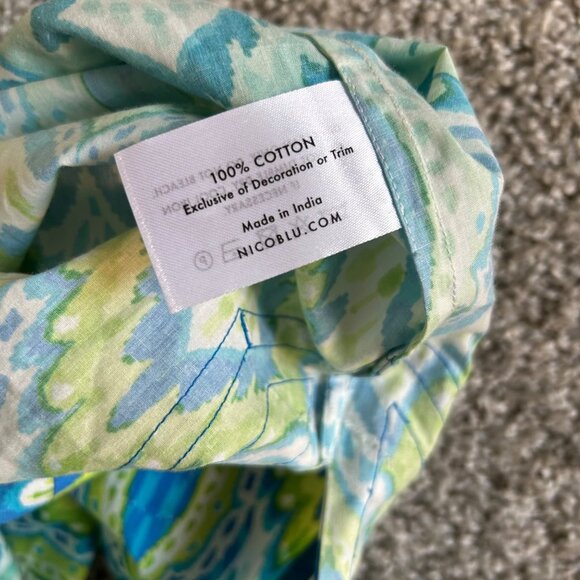 100% COTTON
Exclusive of Decoration or Trim
Made in India
NICOBLU.COM